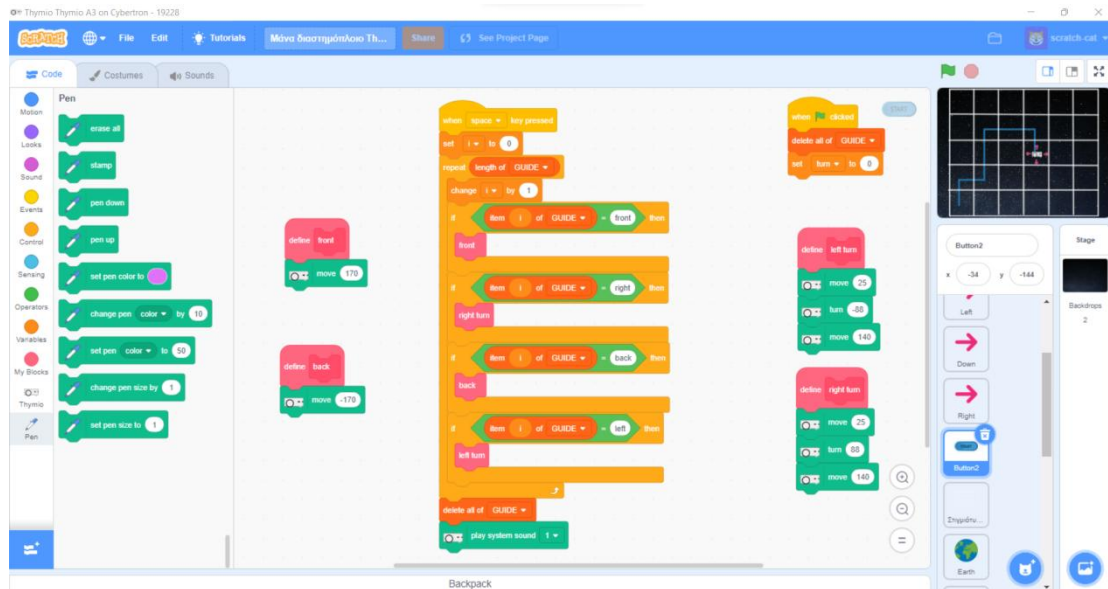 Thymio Thymio A3 on Cybertron - 19228
SCRATCH File Edit Tutorials Μάνα διαστημόπλοιο Th... Share See Project Page scratch-cat
Code Costumes Sounds
Motion
Looks
Sound
Events
Control
Sensing
Operators
Variables
My Blocks
Thymio
Pen
Pen
erase all
stamp
pen down
pen up
set pen color to
change pen color by 10
set pen color to 50
change pen size by 1
set pen size to 1
define front
move 170
define back
move -170
when space key pressed
set i to 0
repeat length of GUIDE
change i by 1
if item i of GUIDE = front then
front
if item i of GUIDE = right then
right turn
if item i of GUIDE = back then
back
if item i of GUIDE = left then
left turn
delete all of GUIDE
play system sound 1
when clicked
delete all of GUIDE
set turn to 0
define left turn
move 25
turn -88
move 140
define right turn
move 25
turn 88
move 140
Button2
x -34 y -144
Left
Down
Right
Button2
Earth
Stage
Backdrops
2
Backpack